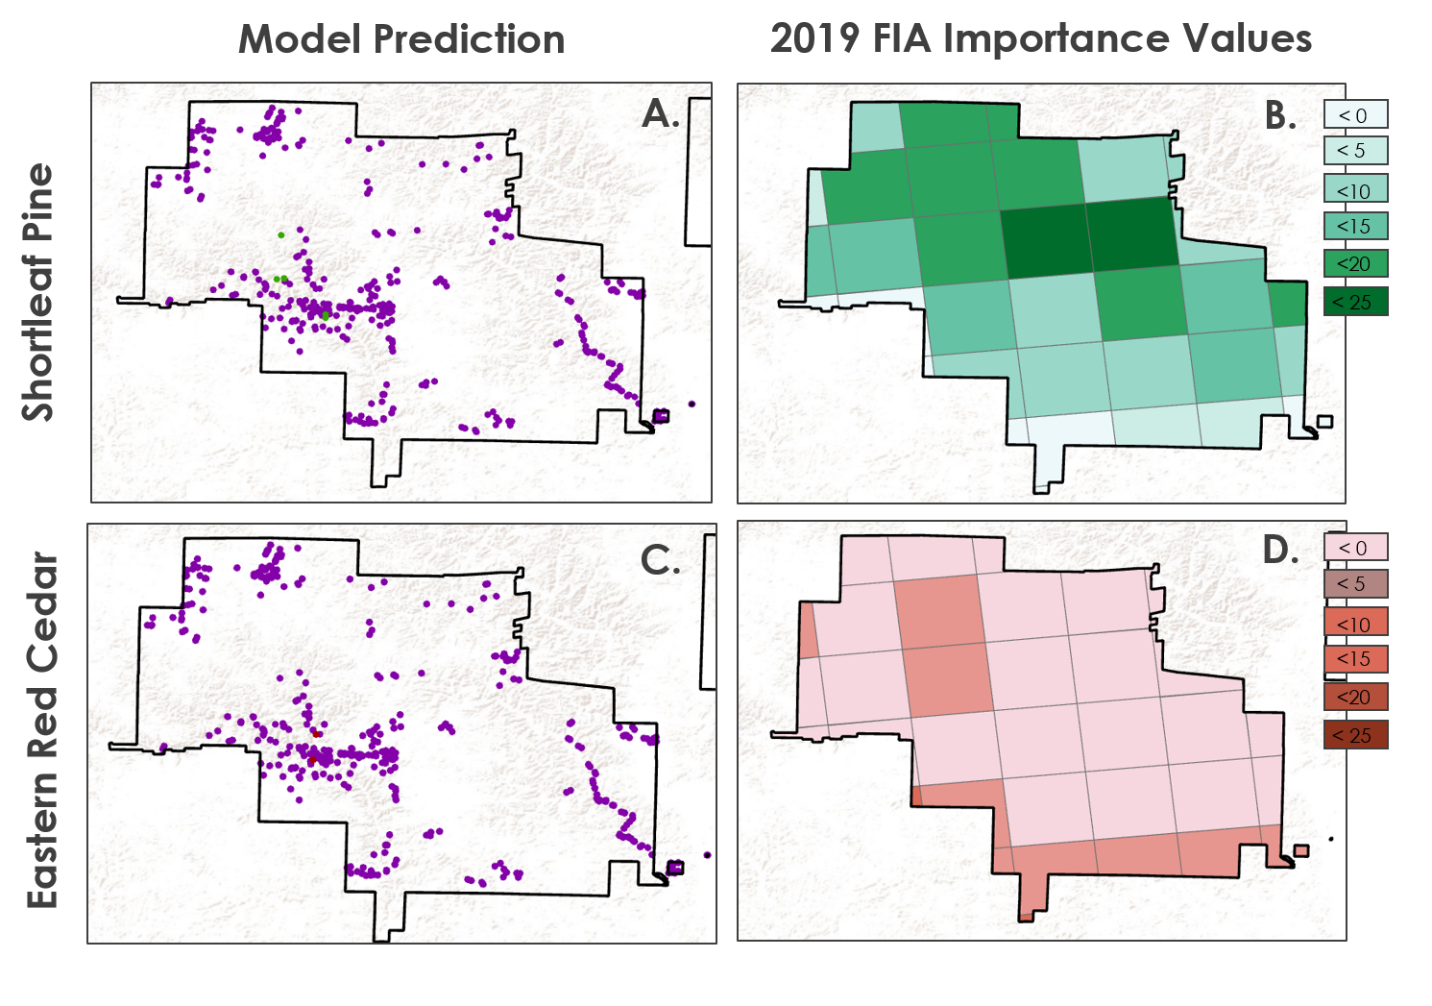 Model Prediction
2019 FIA Importance Values
Shortleaf Pine
A.
B.
< 0
< 5
<10
<15
<20
< 25
Eastern Red Cedar
C.
D.
< 0
< 5
<10
<15
<20
< 25